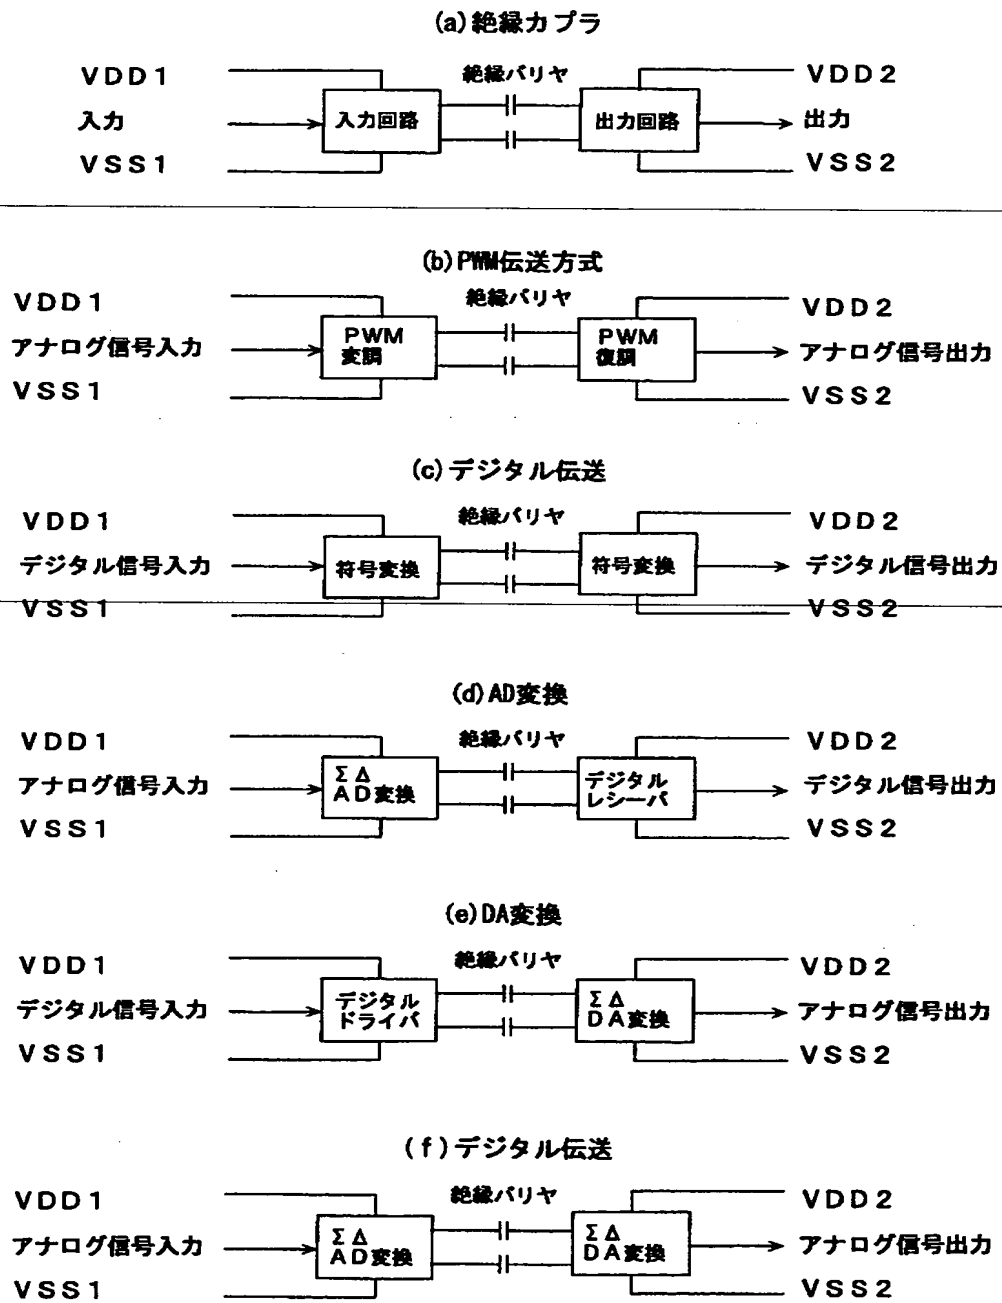 (a)絶縁カプラ
VDD1 絶縁バリヤ VDD2
入力 入力回路 出力回路 出力
VSS1 VSS2
(b)PWM伝送方式
VDD1 絶縁バリヤ VDD2
アナログ信号入力 PWM 変調 PWM 復調 アナログ信号出力
VSS1 VSS2
(c)デジタル伝送
VDD1 絶縁バリヤ VDD2
デジタル信号入力 符号変換 符号変換 デジタル信号出力
VSS1 VSS2
(d)AD変換
VDD1 絶縁バリヤ VDD2
アナログ信号入力 ΣΔ AD変換 デジタル レシーバ デジタル信号出力
VSS1 VSS2
(e)DA変換
VDD1 絶縁バリヤ VDD2
デジタル信号入力 デジタル ドライバ ΣΔ DA変換 アナログ信号出力
VSS1 VSS2
(f)デジタル伝送
VDD1 絶縁バリヤ VDD2
アナログ信号入力 ΣΔ AD変換 ΣΔ DA変換 アナログ信号出力
VSS1 VSS2